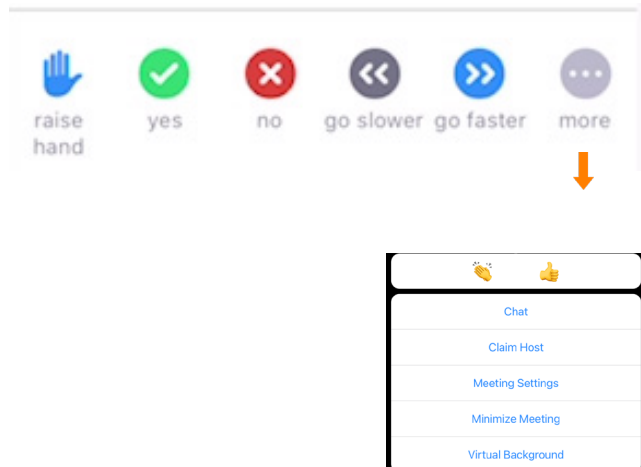 raise hand
yes
no
go slower
go faster
more
Chat
Claim Host
Meeting Settings
Minimize Meeting
Virtual Background